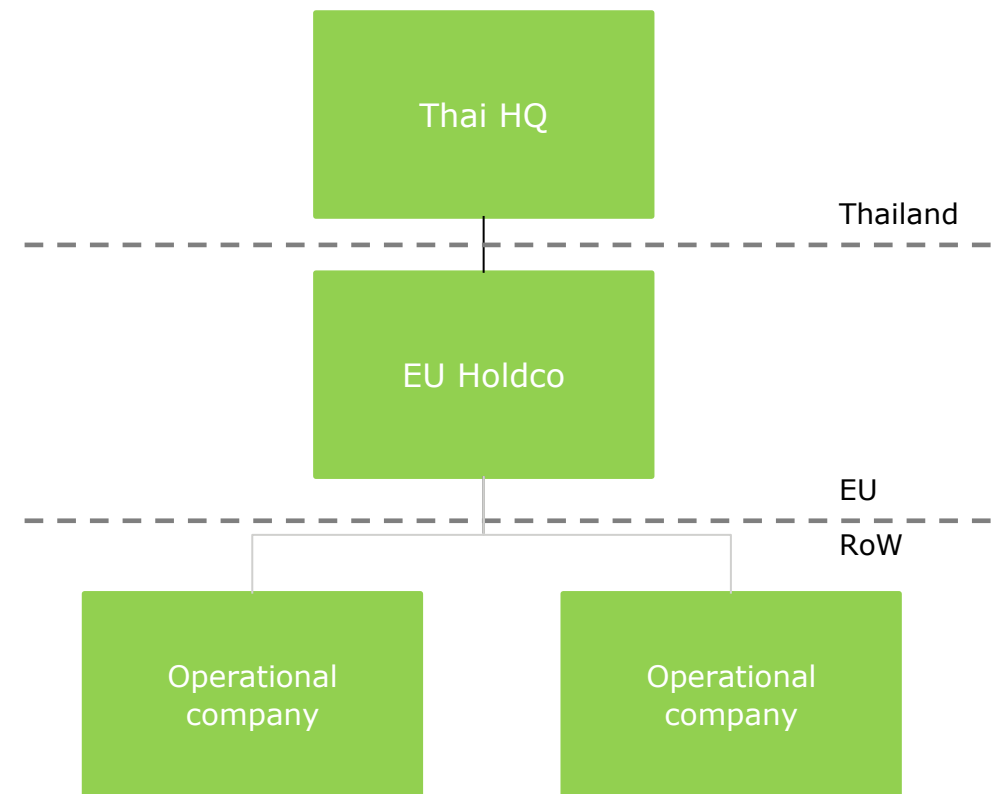 Thai HQ
Thailand
EU Holdco
EU
RoW
Operational
company
Operational
company